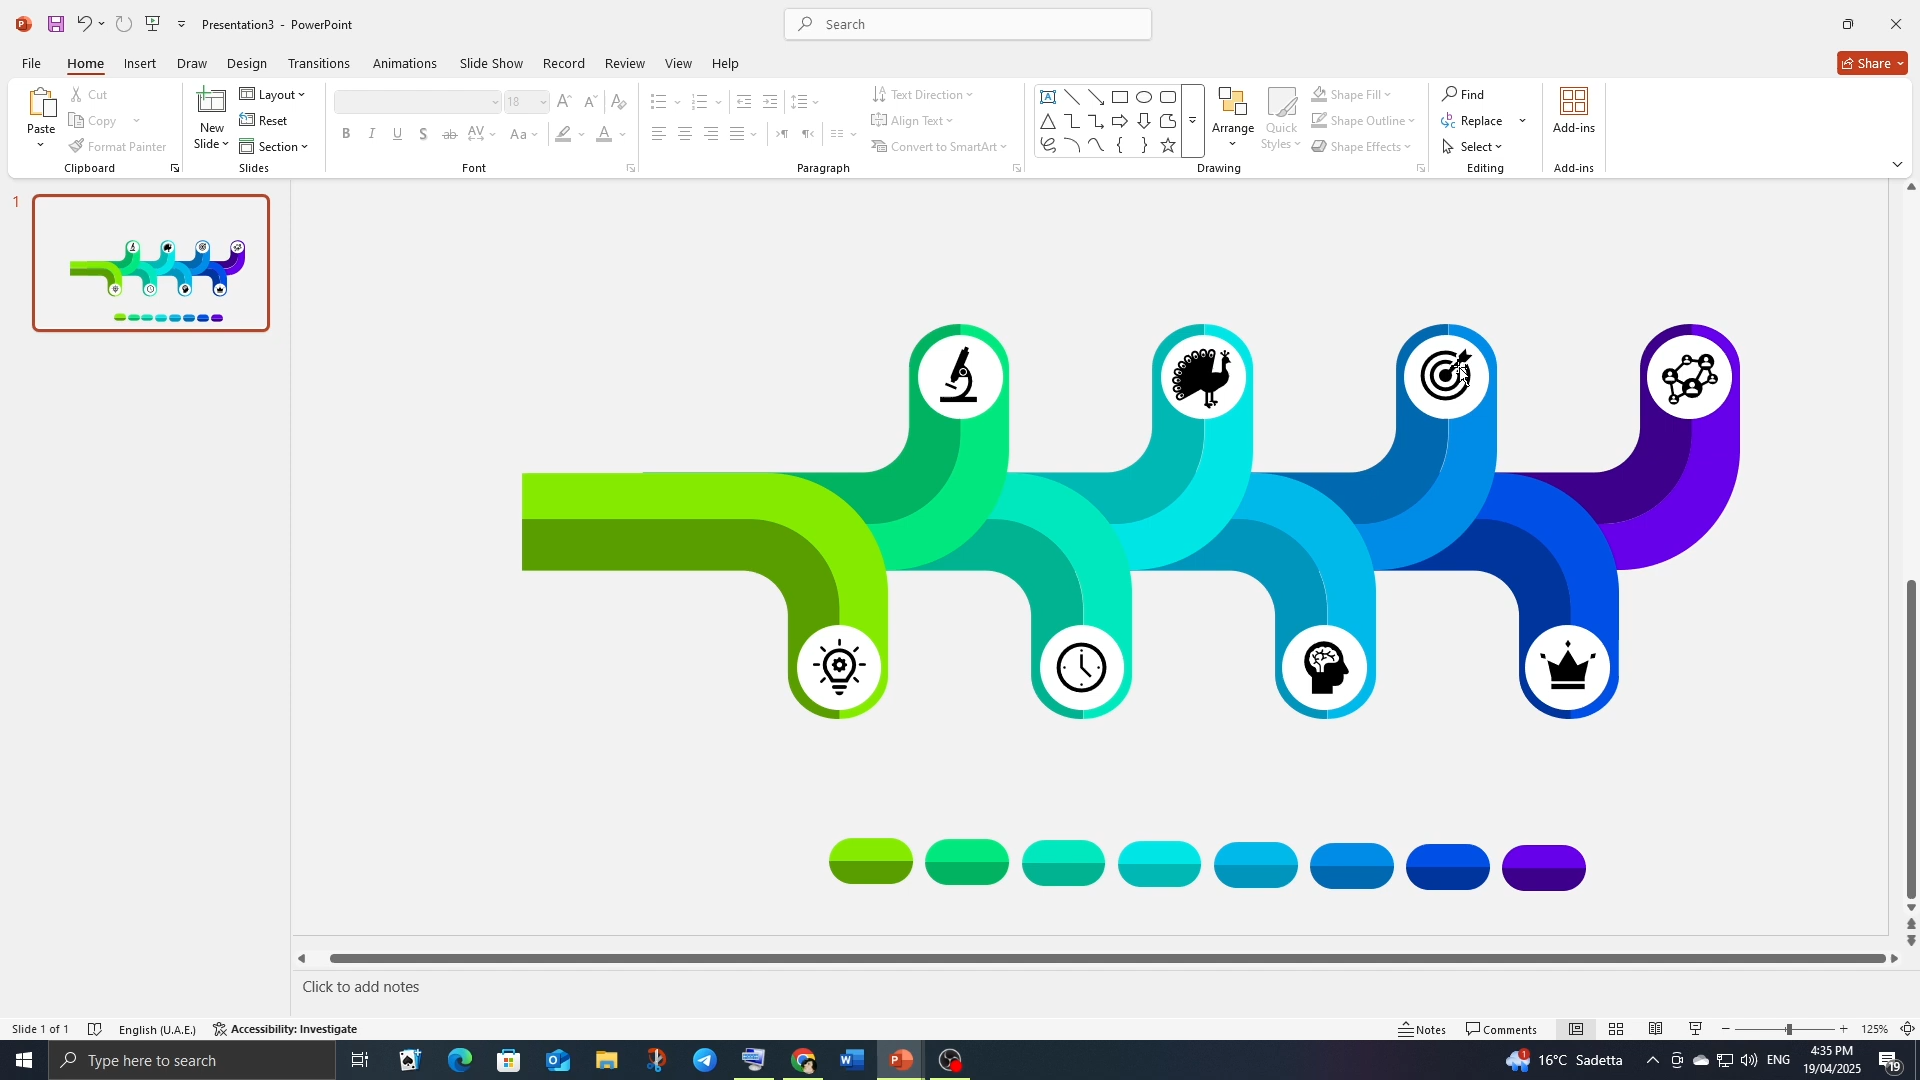 Presentation3 - PowerPoint
Search
File Home Insert Draw Design Transitions Animations Slide Show Record Review View Help
Share
Paste
Cut
Copy
Format Painter
Clipboard
New
Slide
Layout
Reset
Section
Slides
18
Font
Paragraph
Text Direction
Align Text
Convert to SmartArt
Arrange
Quick
Styles
Shape Fill
Shape Outline
Shape Effects
Drawing
Find
Replace
Select
Editing
Add-ins
Add-ins
1
Click to add notes
Slide 1 of 1 English (U.A.E.) Accessibility: Investigate Notes Comments 125%
Type here to search
16°C Sadetta ENG
4:35 PM
19/04/2025
19